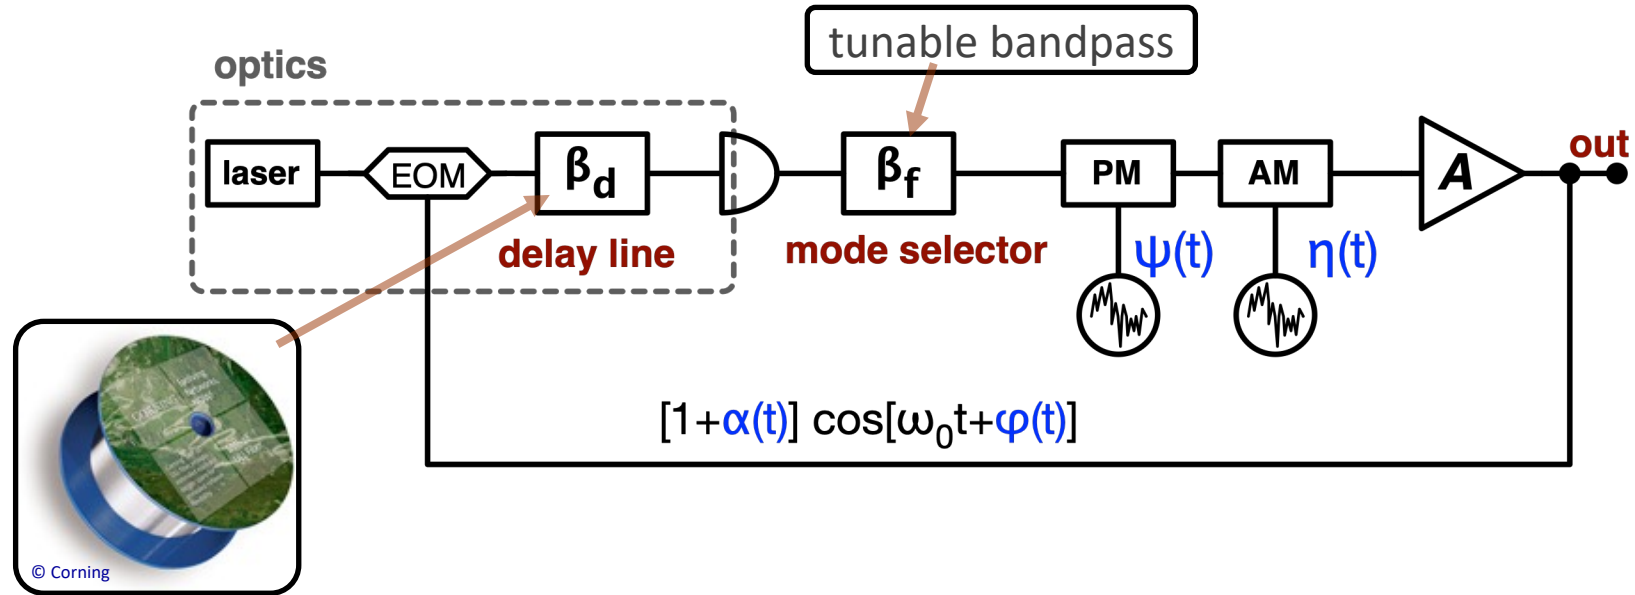 tunable bandpass
optics
laser
EOM
βd
βf
PM
AM
A
out
delay line
mode selector
ψ(t)
η(t)
[1+α(t)] cos[ω0t+φ(t)]
© Corning